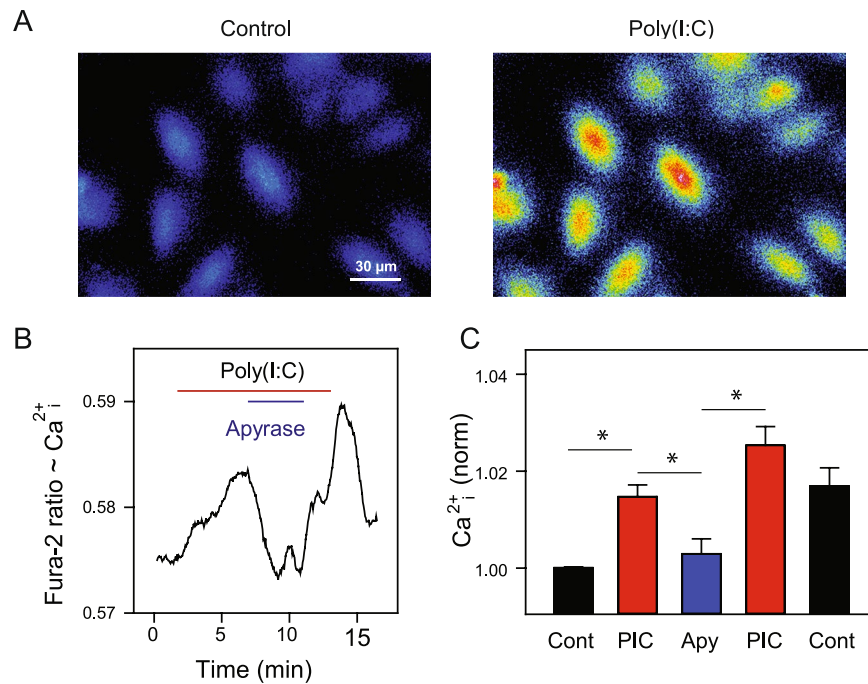 A
Control
Poly(I:C)
30 µm
B
Fura-2 ratio ~ Ca²⁺ᵢ
0.59
0.58
0.57
Poly(I:C)
Apyrase
0
5
10
15
Time (min)
C
Ca²⁺ᵢ (norm)
1.04
1.02
1.00
*
*
*
Cont PIC Apy PIC Cont